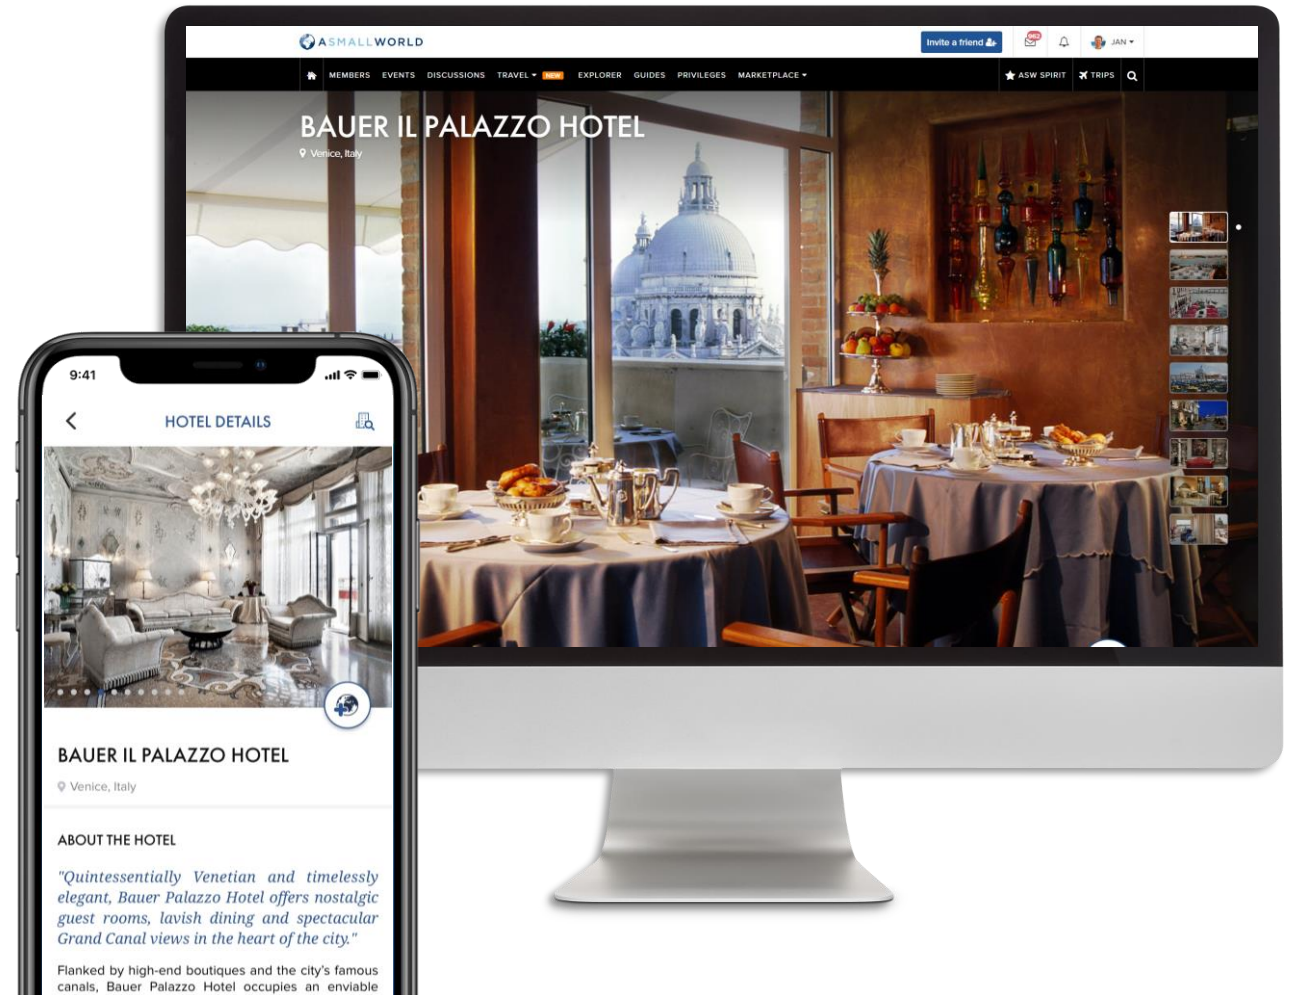 ASMALLWORLD
Invite a friend
982
JAN
MEMBERS EVENTS DISCUSSIONS TRAVEL NEW EXPLORER GUIDES PRIVILEGES MARKETPLACE
ASW SPIRIT TRIPS
BAUER IL PALAZZO HOTEL
Venice, Italy
9:41
HOTEL DETAILS
BAUER IL PALAZZO HOTEL
Venice, Italy
ABOUT THE HOTEL
"Quintessentially Venetian and timelessly
elegant, Bauer Palazzo Hotel offers nostalgic
guest rooms, lavish dining and spectacular
Grand Canal views in the heart of the city."
Flanked by high-end boutiques and the city's famous
canals, Bauer Palazzo Hotel occupies an enviable